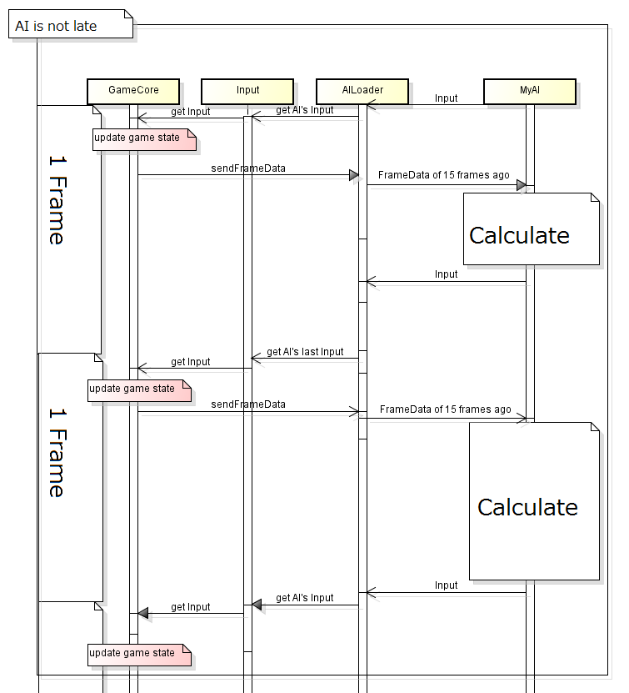 AI is not late
GameCore
Input
AILoader
MyAI
Input
get AI's Input
get Input
update game state
1 Frame
sendFrameData
FrameData of 15 frames ago
Calculate
Input
get AI's last Input
get Input
update game state
1 Frame
sendFrameData
FrameData of 15 frames ago
Calculate
Input
get AI's Input
get Input
update game state